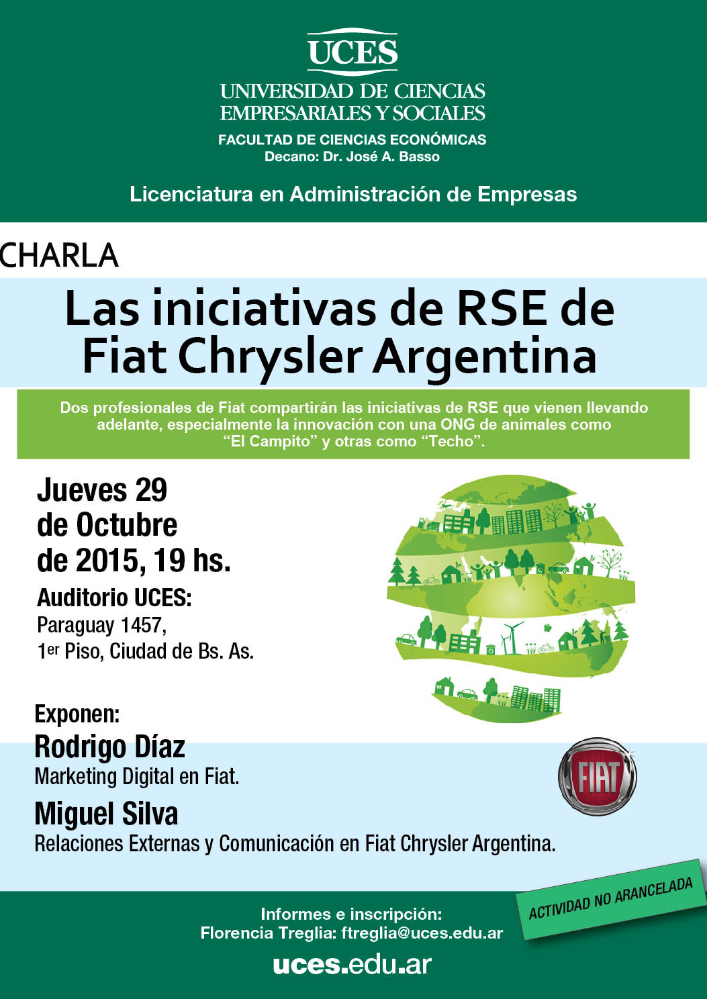 UCES
UNIVERSIDAD DE CIENCIAS
EMPRESARIALES Y SOCIALES
FACULTAD DE CIENCIAS ECONÓMICAS
Decano: Dr. José A. Basso
Licenciatura en Administración de Empresas
CHARLA
Las iniciativas de RSE de
Fiat Chrysler Argentina
Dos profesionales de Fiat compartirán las iniciativas de RSE que vienen llevando
adelante, especialmente la innovación con una ONG de animales como
“El Campito” y otras como “Techo”.
Jueves 29
de Octubre
de 2015, 19 hs.
Auditorio UCES:
Paraguay 1457,
1er Piso, Ciudad de Bs. As.
Exponen:
Rodrigo Díaz
Marketing Digital en Fiat.
FIAT
Miguel Silva
Relaciones Externas y Comunicación en Fiat Chrysler Argentina.
ACTIVIDAD NO ARANCELADA
Informes e inscripción:
Florencia Treglia: ftreglia@uces.edu.ar
uces.edu.ar